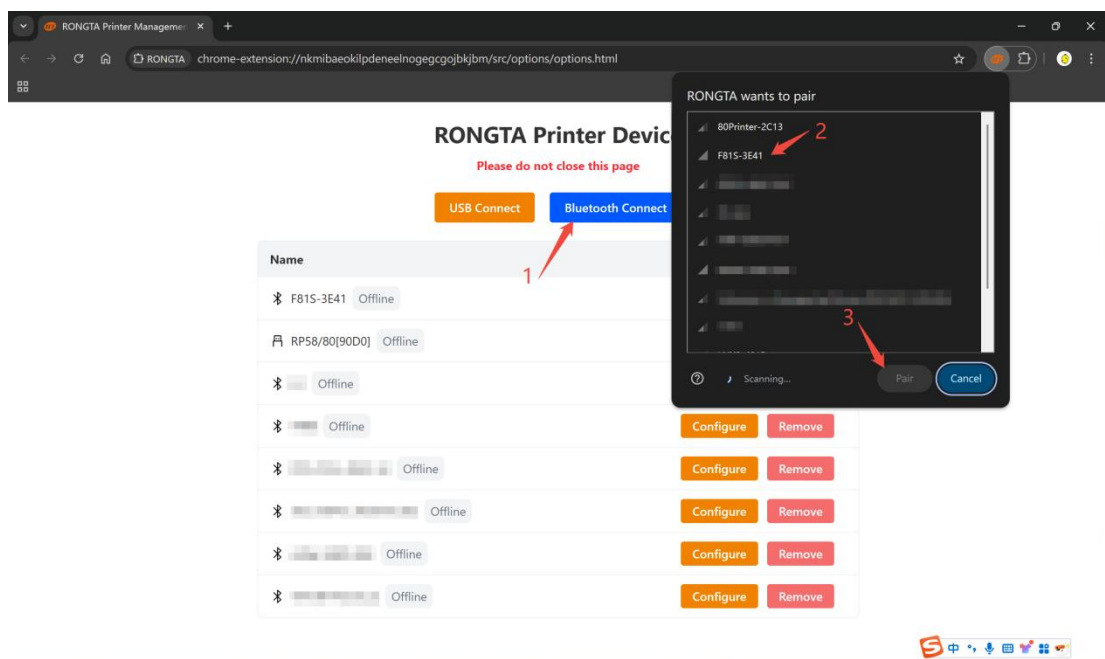 RONGTA Printer Managemen
RONGTA chrome-extension://nkmibaeokilpdeneelnogegcgojbkjbm/src/options/options.html
RONGTA Printer Devic
Please do not close this page
USB Connect Bluetooth Connect
1
Name
F81S-3E41 Offline
RP58/80[90D0] Offline
Offline
Offline Configure Remove
Offline Configure Remove
Offline Configure Remove
Offline Configure Remove
Offline Configure Remove
RONGTA wants to pair
80Printer-2C13
2
F81S-3E41
3
Scanning... Pair Cancel
中